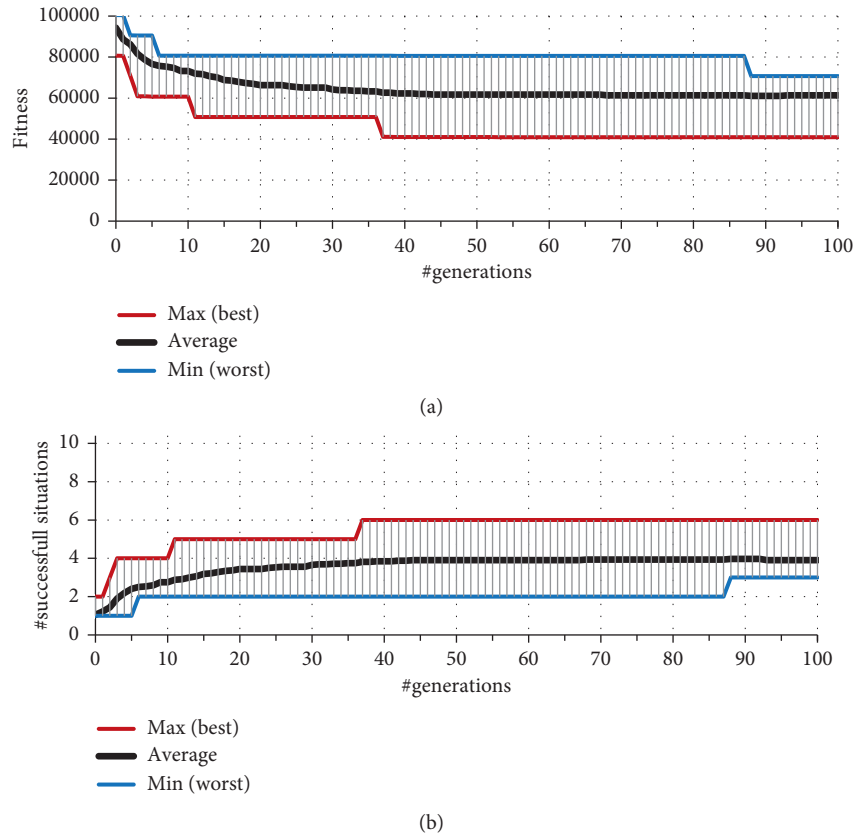 100000
80000
60000
40000
20000
0
Fitness
0 10 20 30 40 50 60 70 80 90 100
#generations
Max (best)
Average
Min (worst)
(a)
10
8
6
4
2
0
#successfull situations
0 10 20 30 40 50 60 70 80 90 100
#generations
Max (best)
Average
Min (worst)
(b)